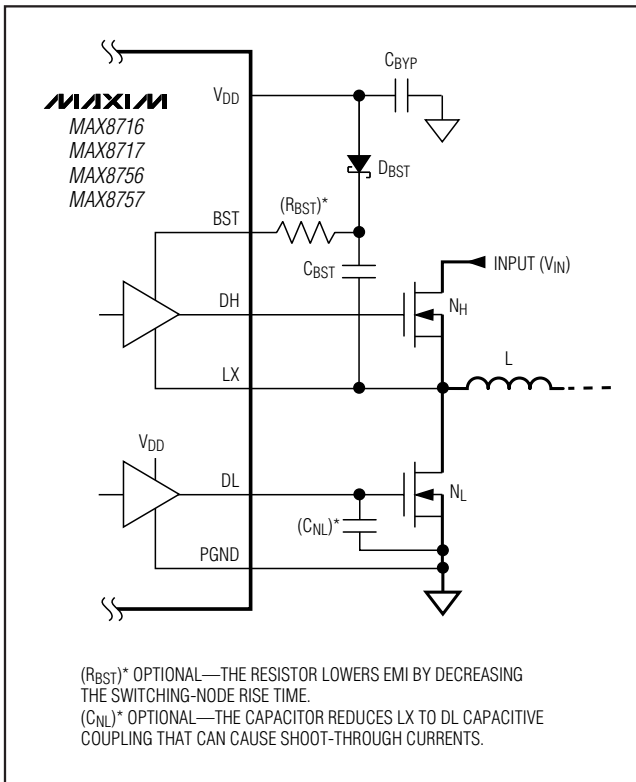 CBYP
VDD
MAXIM
MAX8716
MAX8717
MAX8756
MAX8757
DBST
(RBST)*
BST
CBST
INPUT (VIN)
DH
NH
L
LX
VDD
DL
NL
(CNL)*
PGND
(RBST)* OPTIONAL—THE RESISTOR LOWERS EMI BY DECREASING
THE SWITCHING-NODE RISE TIME.
(CNL)* OPTIONAL—THE CAPACITOR REDUCES LX TO DL CAPACITIVE
COUPLING THAT CAN CAUSE SHOOT-THROUGH CURRENTS.